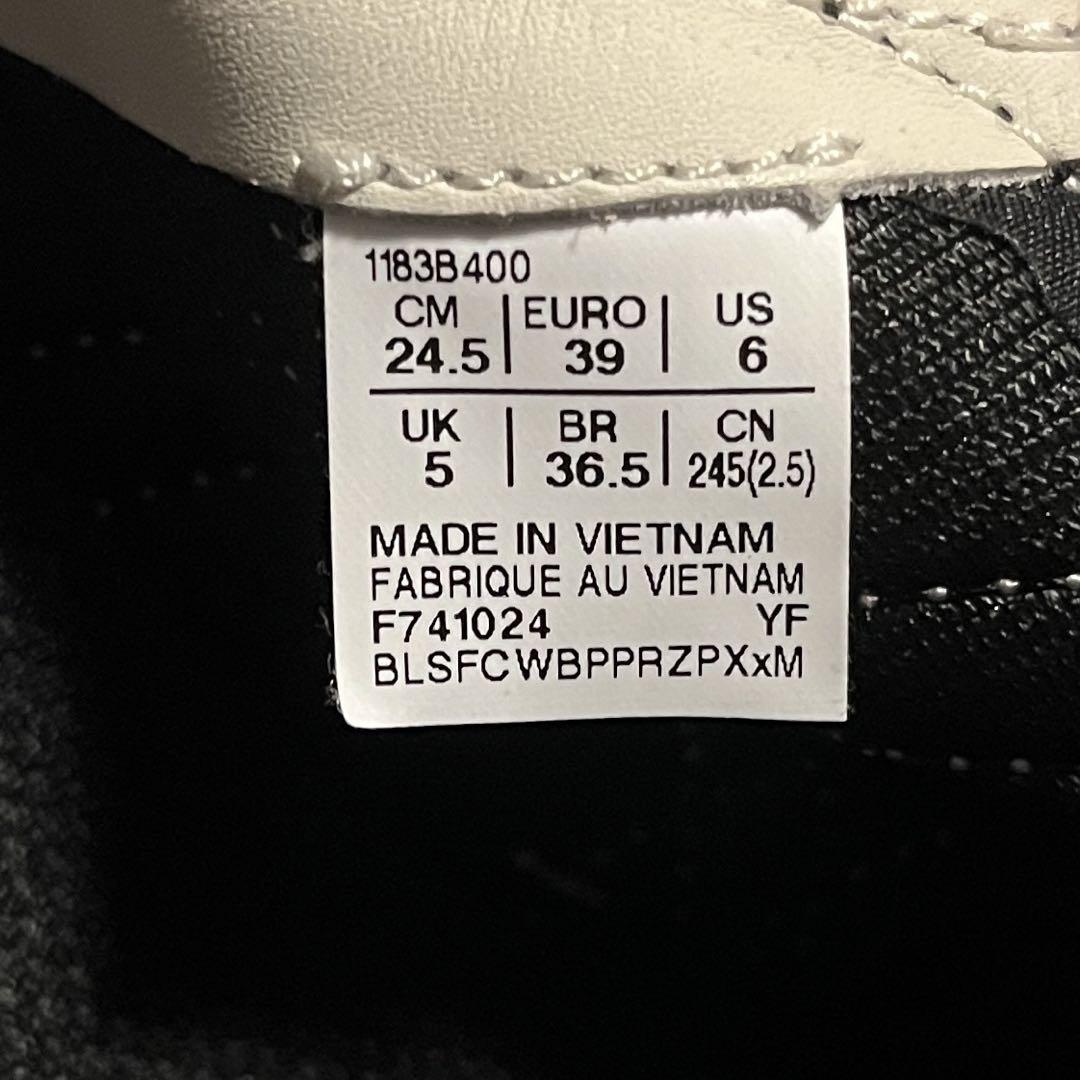 1183B400
CM | EURO | US
24.5 | 39 | 6
UK | BR | CN
5 | 36.5 | 245(2.5)
MADE IN VIETNAM
FABRIQUE AU VIETNAM
F741024 YF
BLSFCWBPPRZPXxM